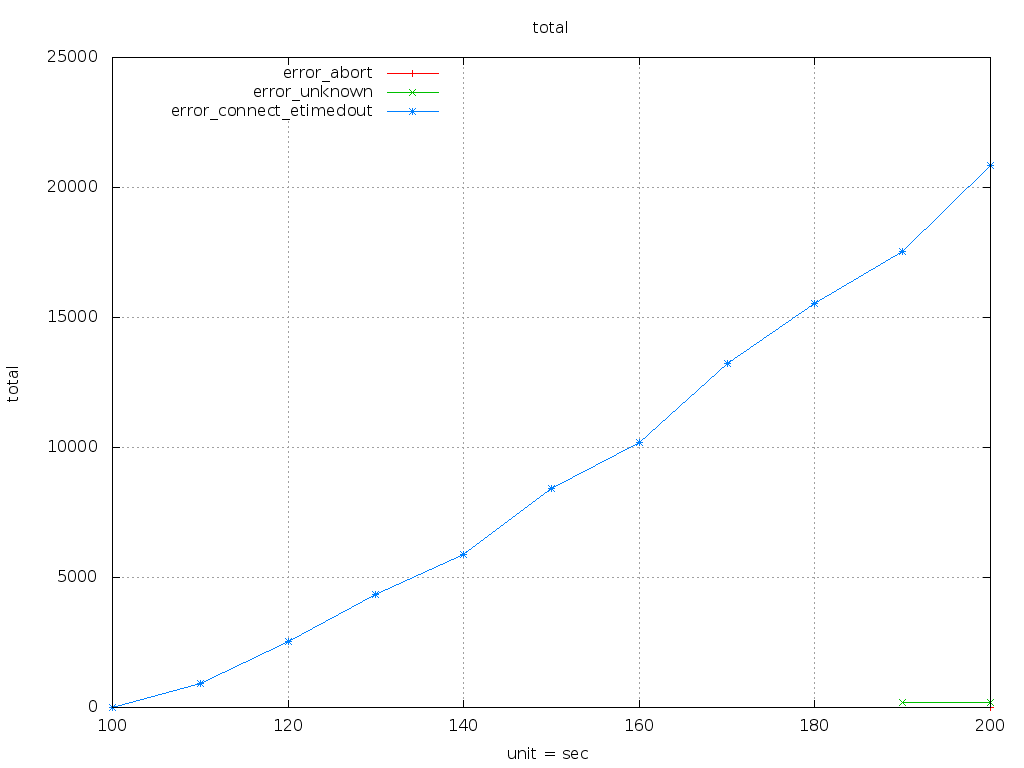 total
25000
error_abort
error_unknown
error_connect_etimedout
20000
15000
total
10000
5000
0
100 120 140 160 180 200
unit = sec